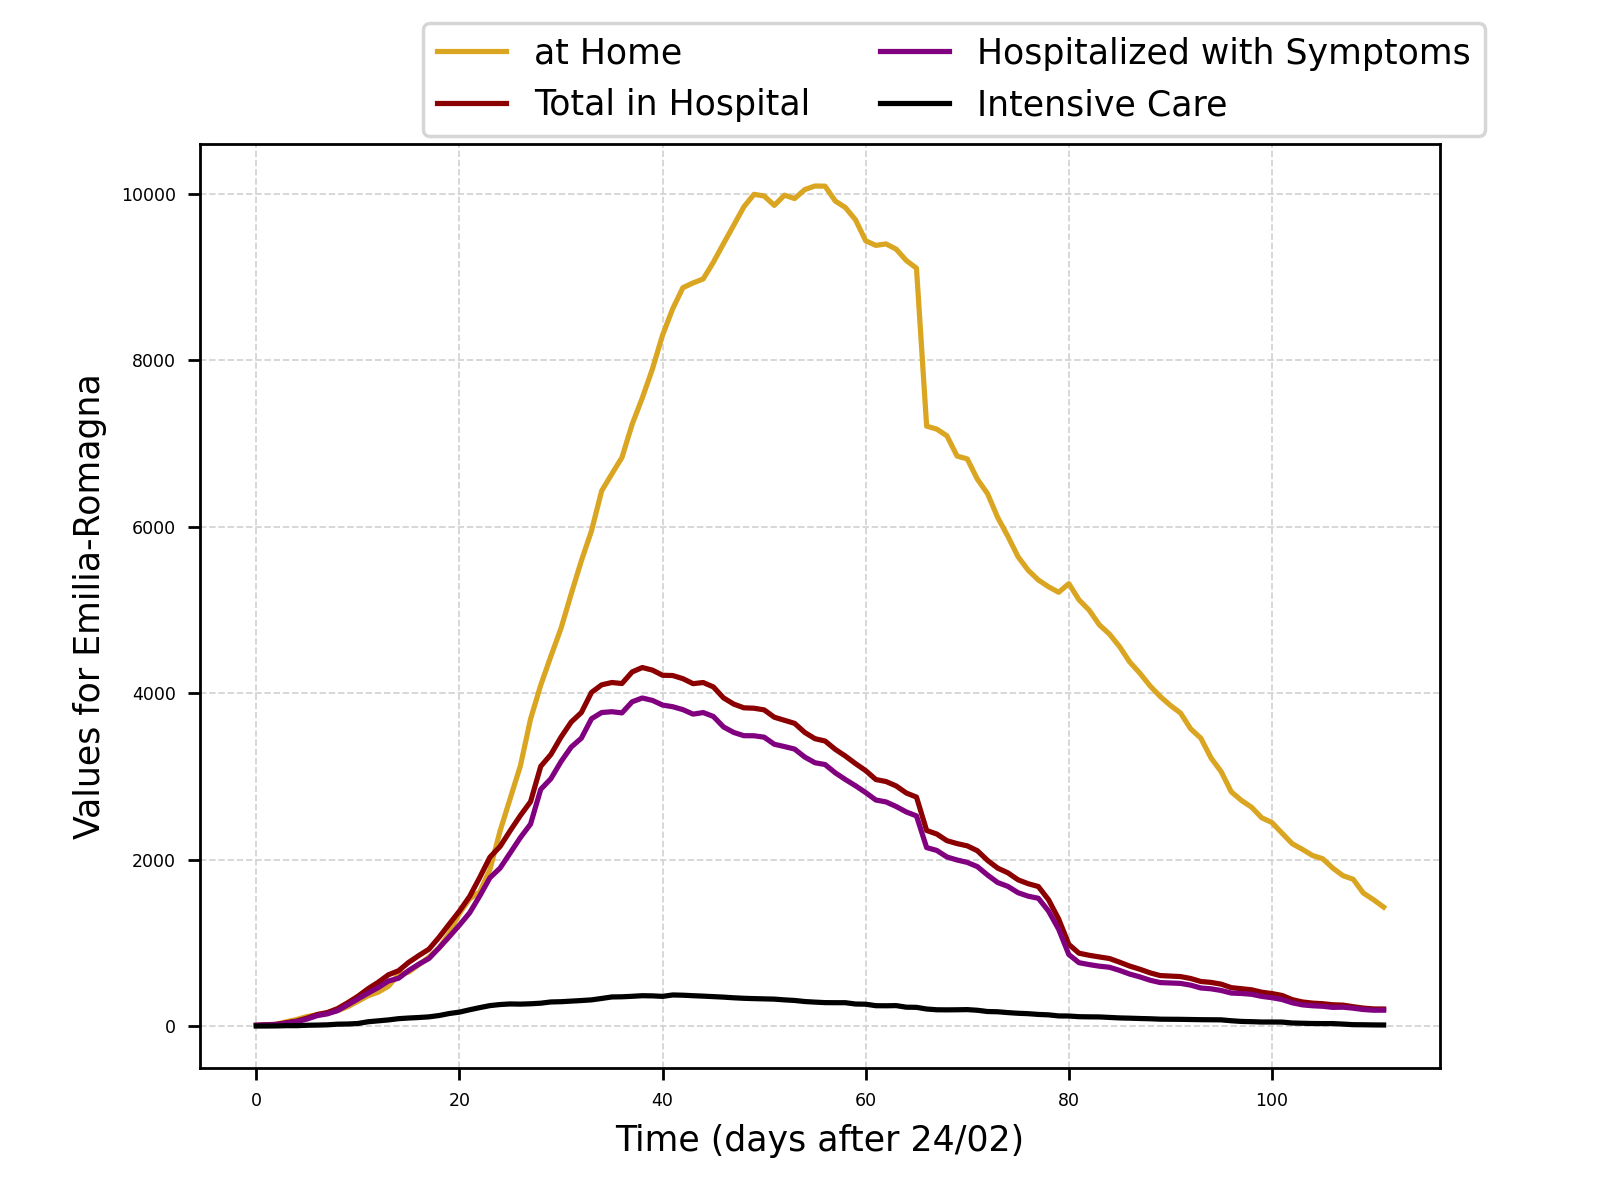 at Home
Total in Hospital
Hospitalized with Symptoms
Intensive Care
Values for Emilia-Romagna
10000
8000
6000
4000
2000
0
0 20 40 60 80 100
Time (days after 24/02)